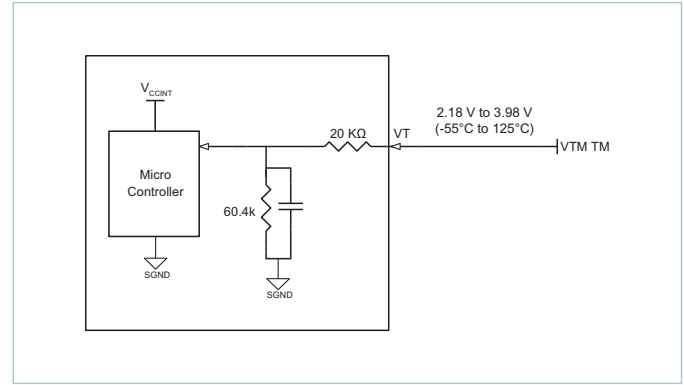 V_CCINT
Micro
Controller
SGND
20 KΩ
VT
2.18 V to 3.98 V
(-55°C to 125°C)
VTM TM
60.4k
SGND